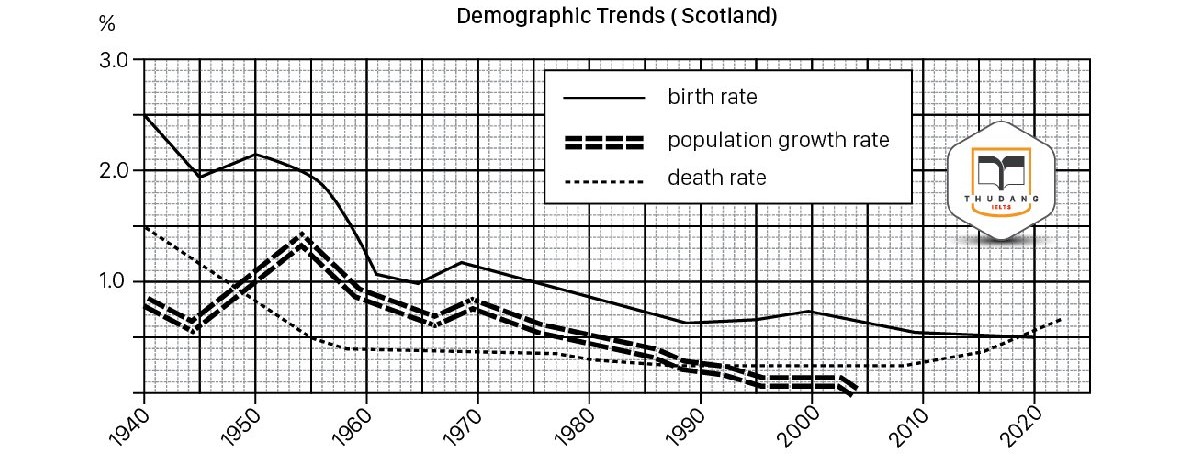 Demographic Trends ( Scotland)
%
3.0
2.0
1.0
birth rate
population growth rate
death rate
THUDANG
IELTS
1940
1950
1960
1970
1980
1990
2000
2010
2020